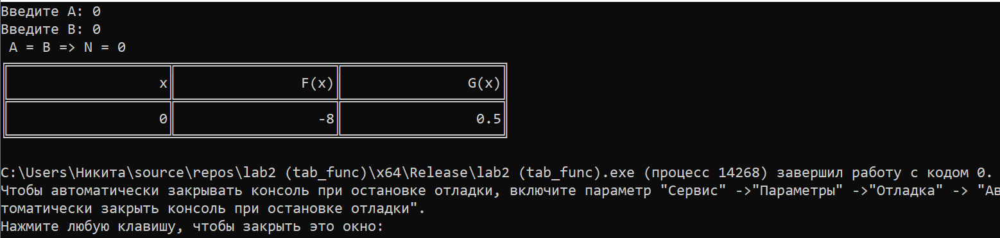 Введите A: 0
Введите B: 0
A = B => N = 0
x F(x) G(x)
0 -8 0.5
C:\Users\Никита\source\repos\lab2 (tab_func)\x64\Release\lab2 (tab_func).exe (процесс 14268) завершил работу с кодом 0.
Чтобы автоматически закрывать консоль при остановке отладки, включите параметр "Сервис" ->"Параметры" ->"Отладка" -> "Ав
томатически закрыть консоль при остановке отладки".
Нажмите любую клавишу, чтобы закрыть это окно: